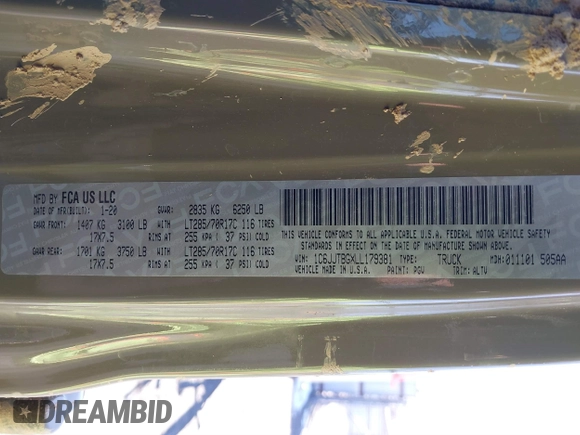 MFD BY FCA US LLC
DATE OF MFR(BUILT): 1-20 GVWR: 2835 KG 6250 LB
GAWR FRONT: 1407 KG 3100 LB WITH LT285/70R17C 116 TIRES
17X7.5 RIMS AT 255 KPA ( 37 PSI) COLD
GAWR REAR: 1701 KG 3750 LB WITH LT285/70R17C 116 TIRES
17X7.5 RIMS AT 255 KPA ( 37 PSI) COLD
THIS VEHICLE CONFORMS TO ALL APPLICABLE U.S.A. FEDERAL MOTOR VEHICLE SAFETY
STANDARDS IN EFFECT ON THE DATE OF MANUFACTURE SHOWN ABOVE.
VIN: 1C6JJTBGXLL179381 TYPE: TRUCK MDH: 011101 505AA
VEHICLE MADE IN U.S.A. PAINT: PGU TRIM: ALTV
DREAMBID